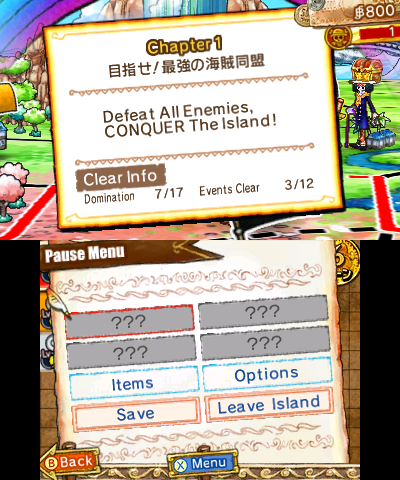 ฿800
1
Chapter 1
目指せ!最強の海賊同盟
Defeat All Enemies,
CONQUER The Island!
Clear Info
Domination 7/17 Events Clear 3/12
Pause Menu
??? ???
??? ???
Items Options
Save Leave Island
B Back X Menu